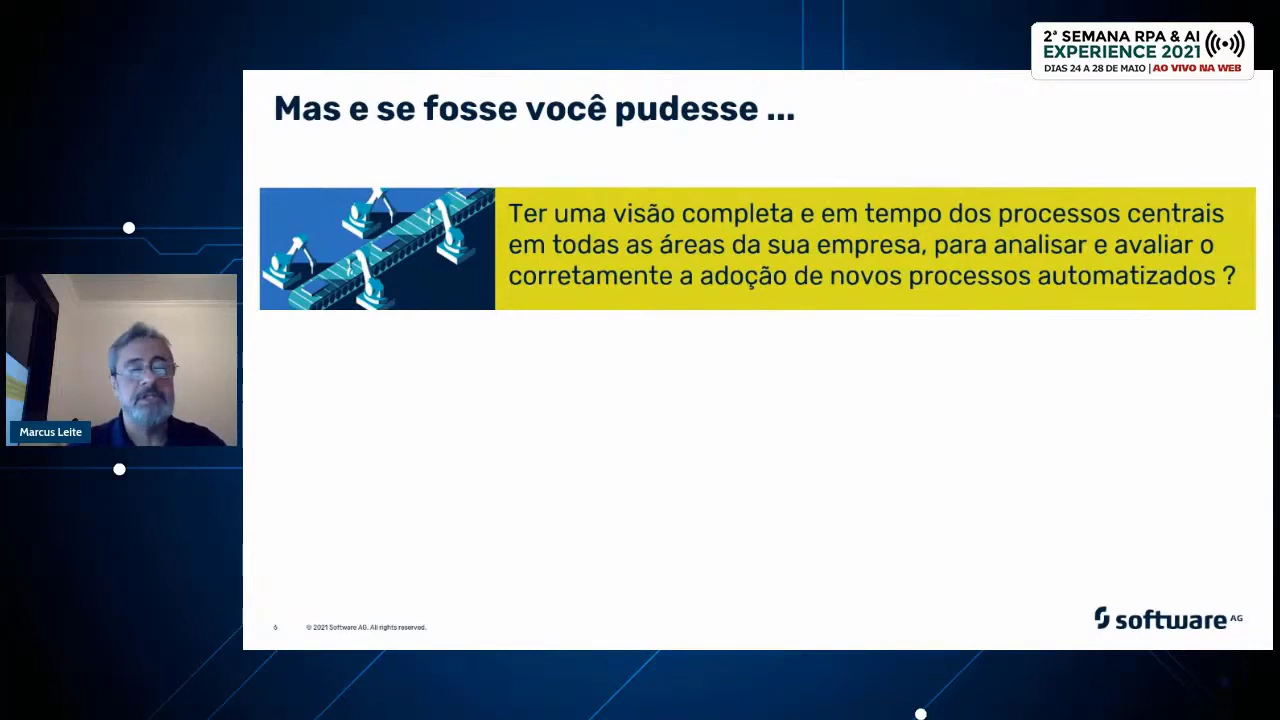 2ª SEMANA RPA & AI
EXPERIENCE 2021
DIAS 24 A 28 DE MAIO | AO VIVO NA WEB
Mas e se fosse você pudesse ...
Ter uma visão completa e em tempo dos processos centrais
em todas as áreas da sua empresa, para analisar e avaliar o
corretamente a adoção de novos processos automatizados ?
Marcus Leite
6
© 2021 Software AG. All rights reserved.
software AG